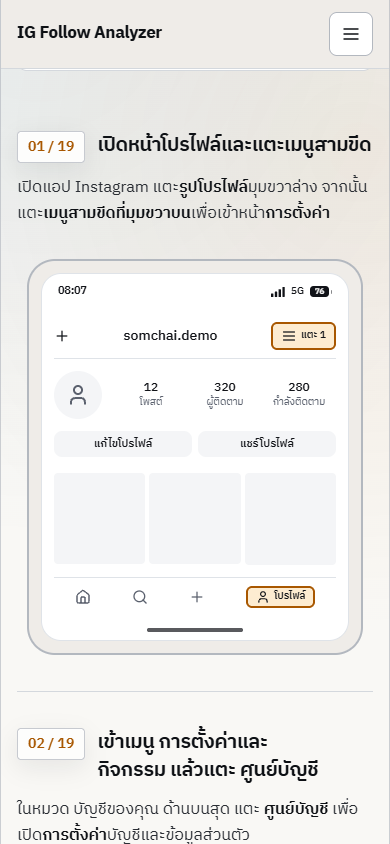 IG Follow Analyzer
01 / 19
เปิดหน้าโปรไฟล์และแตะเมนูสามขีด
เปิดแอป Instagram แตะรูปโปรไฟล์มุมขวาล่าง จากนั้น
แตะเมนูสามขีดที่มุมขวาบนเพื่อเข้าหน้าการตั้งค่า
08:07
5G 76
somchai.demo
แตะ 1
12 320 280
โพสต์ ผู้ติดตาม กำลังติดตาม
แก้ไขโปรไฟล์ แชร์โปรไฟล์
โปรไฟล์
02 / 19
เข้าเมนู การตั้งค่าและ
กิจกรรม แล้วแตะ ศูนย์บัญชี
ในหมวด บัญชีของคุณ ด้านบนสุด แตะ ศูนย์บัญชี เพื่อ
เปิดการตั้งค่าบัญชีและข้อมูลส่วนตัว